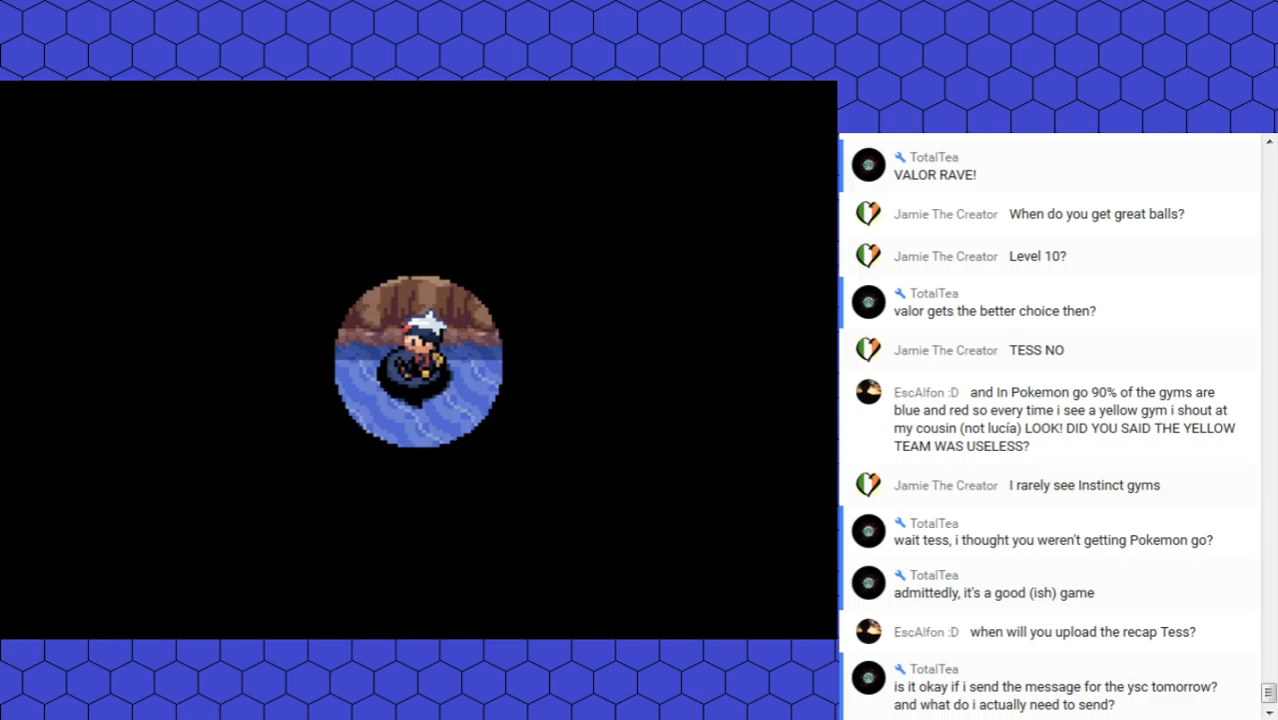 TotalTea
VALOR RAVE!
Jamie The Creator When do you get great balls?
Jamie The Creator Level 10?
TotalTea
valor gets the better choice then?
Jamie The Creator TESS NO
EscAlfon :D and In Pokemon go 90% of the gyms are
blue and red so every time i see a yellow gym i shout at
my cousin (not lucía) LOOK! DID YOU SAID THE YELLOW
TEAM WAS USELESS?
Jamie The Creator I rarely see Instinct gyms
TotalTea
wait tess, i thought you weren't getting Pokemon go?
TotalTea
admittedly, it's a good (ish) game
EscAlfon :D when will you upload the recap Tess?
TotalTea
is it okay if i send the message for the ysc tomorrow?
and what do i actually need to send?